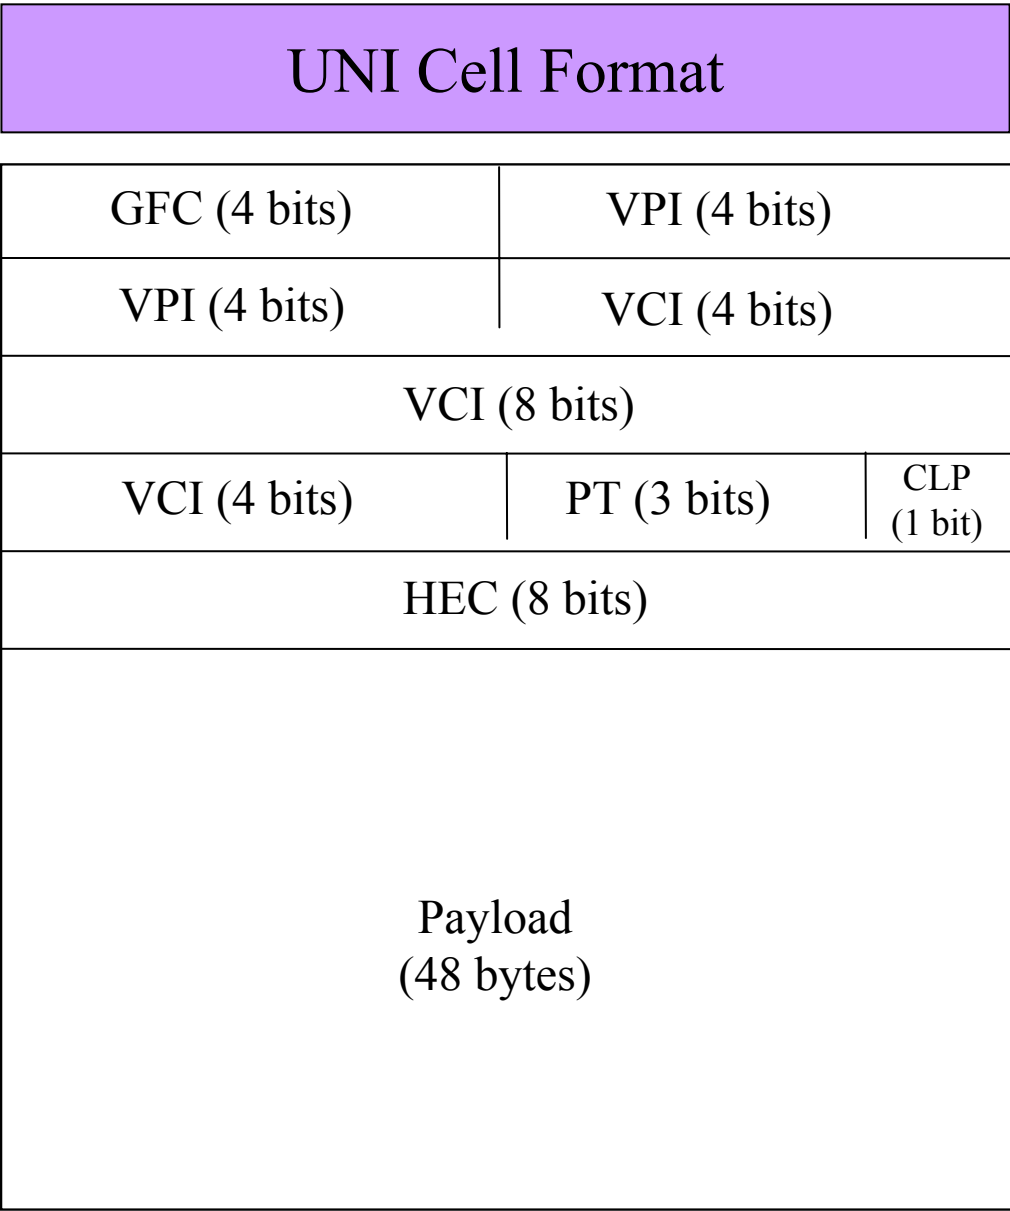 UNI Cell Format
GFC (4 bits)
VPI (4 bits)
VPI (4 bits)
VCI (4 bits)
VCI (8 bits)
VCI (4 bits)
PT (3 bits)
CLP
(1 bit)
HEC (8 bits)
Payload
(48 bytes)